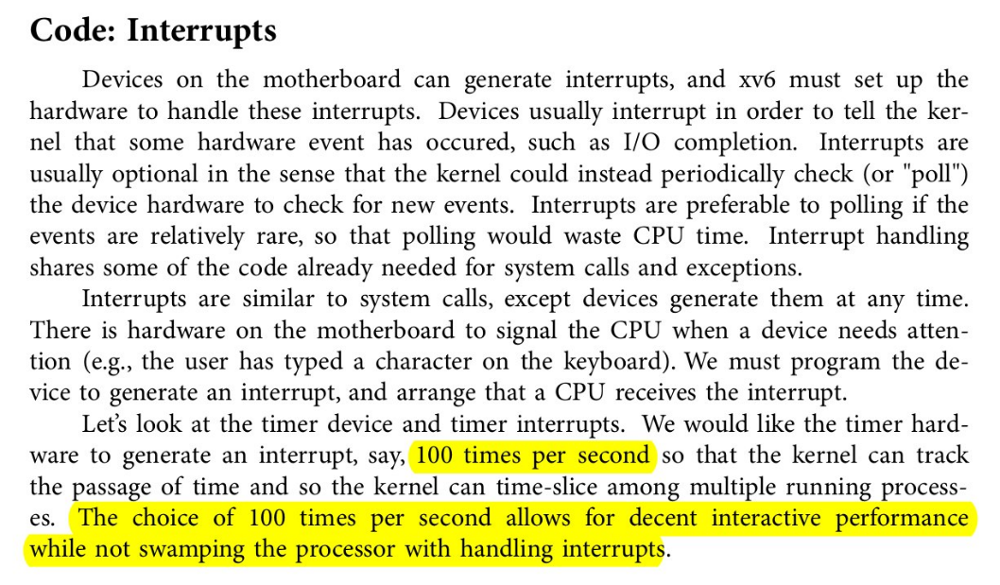 Code: Interrupts
Devices on the motherboard can generate interrupts, and xv6 must set up the
hardware to handle these interrupts. Devices usually interrupt in order to tell the ker-
nel that some hardware event has occured, such as I/O completion. Interrupts are
usually optional in the sense that the kernel could instead periodically check (or "poll")
the device hardware to check for new events. Interrupts are preferable to polling if the
events are relatively rare, so that polling would waste CPU time. Interrupt handling
shares some of the code already needed for system calls and exceptions.
Interrupts are similar to system calls, except devices generate them at any time.
There is hardware on the motherboard to signal the CPU when a device needs atten-
tion (e.g., the user has typed a character on the keyboard). We must program the de-
vice to generate an interrupt, and arrange that a CPU receives the interrupt.
Let’s look at the timer device and timer interrupts. We would like the timer hard-
ware to generate an interrupt, say, 100 times per second so that the kernel can track
the passage of time and so the kernel can time-slice among multiple running process-
es. The choice of 100 times per second allows for decent interactive performance
while not swamping the processor with handling interrupts.